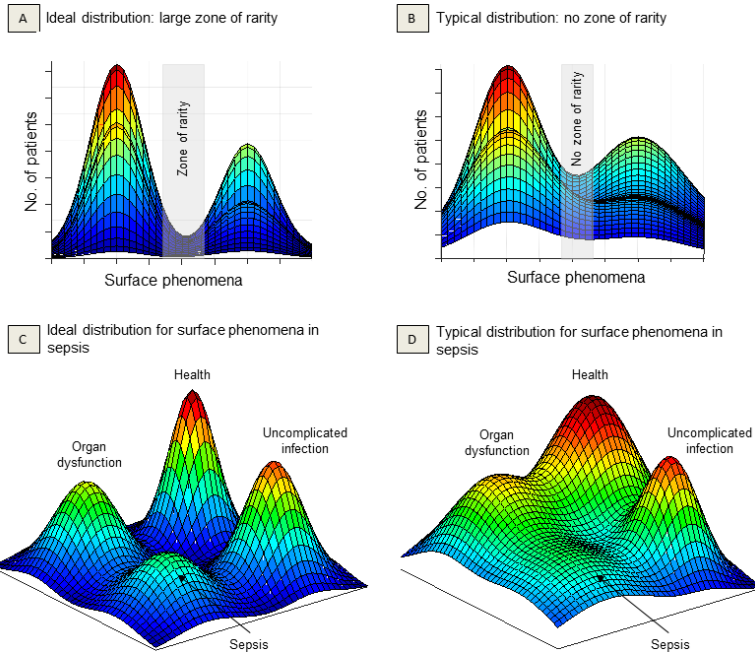 A
Ideal distribution: large zone of rarity
No. of patients
Zone of rarity
Surface phenomena
B
Typical distribution: no zone of rarity
No. of patients
No zone of rarity
Surface phenomena
C
Ideal distribution for surface phenomena in
sepsis
Health
Organ
dysfunction
Uncomplicated
infection
Sepsis
D
Typical distribution for surface phenomena in
sepsis
Health
Organ
dysfunction
Uncomplicated
infection
Sepsis